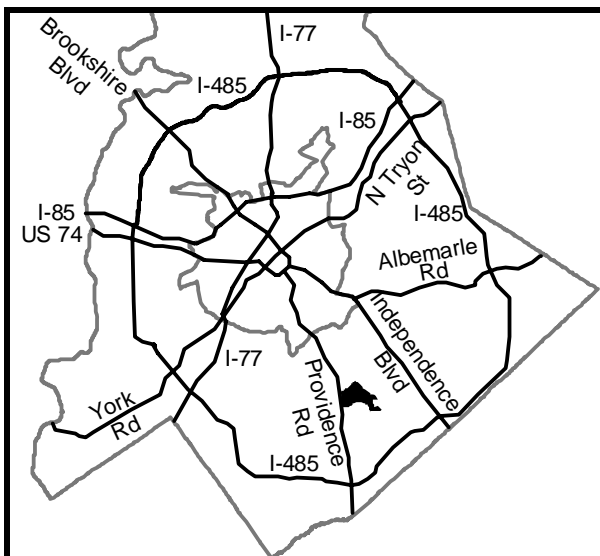 I-77
Brookshire
Blvd
I-485
I-85
N Tryon
St
I-85
US 74
I-485
Albemarle
Rd
Independence
Blvd
I-77
Providence
Rd
York
Rd
I-485